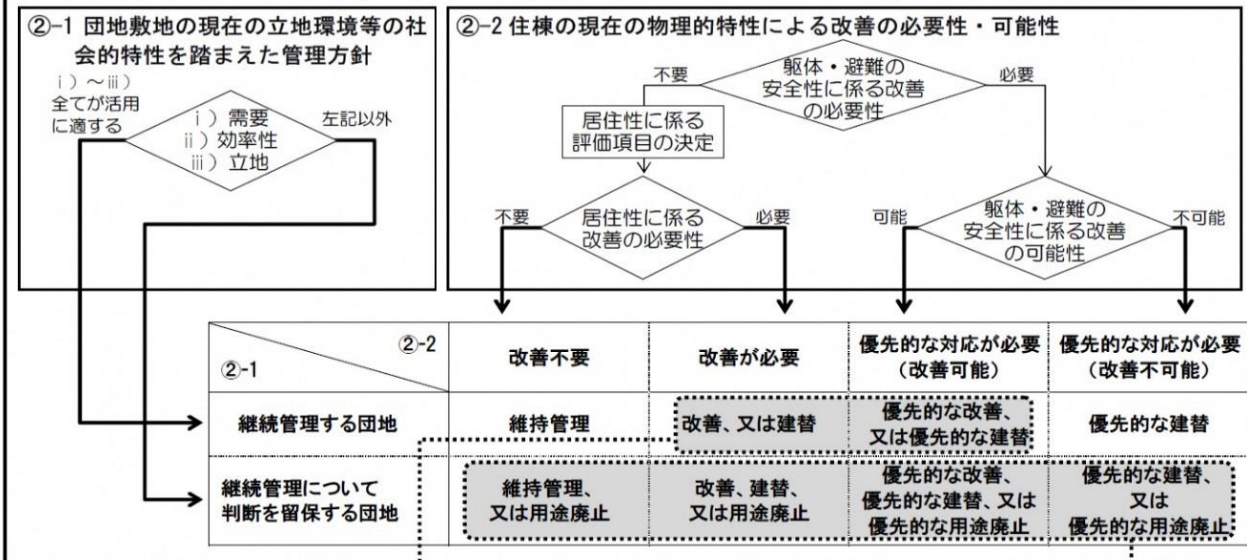 ②-1 団地敷地の現在の立地環境等の社
会的特性を踏まえた管理方針
ⅰ）～ⅲ）
全てが活用
に適する
ⅰ）需要
ⅱ）効率性
ⅲ）立地
左記以外
②-2 住棟の現在の物理的特性による改善の必要性・可能性
不要
躯体・避難の
安全性に係る改善
の必要性
必要
居住性に係る
評価項目の決定
不要
居住性に係る
改善の必要性
必要
可能
躯体・避難の
安全性に係る改善
の可能性
不可能
②-2
②-1
改善不要
改善が必要
優先的な対応が必要
（改善可能）
優先的な対応が必要
（改善不可能）
継続管理する団地
維持管理
改善、又は建替
優先的な改善、
又は優先的な建替
優先的な建替
継続管理について
判断を留保する団地
維持管理、
又は用途廃止
改善、建替、
又は用途廃止
優先的な改善、
優先的な建替、又は
優先的な用途廃止
優先的な建替、
又は
優先的な用途廃止